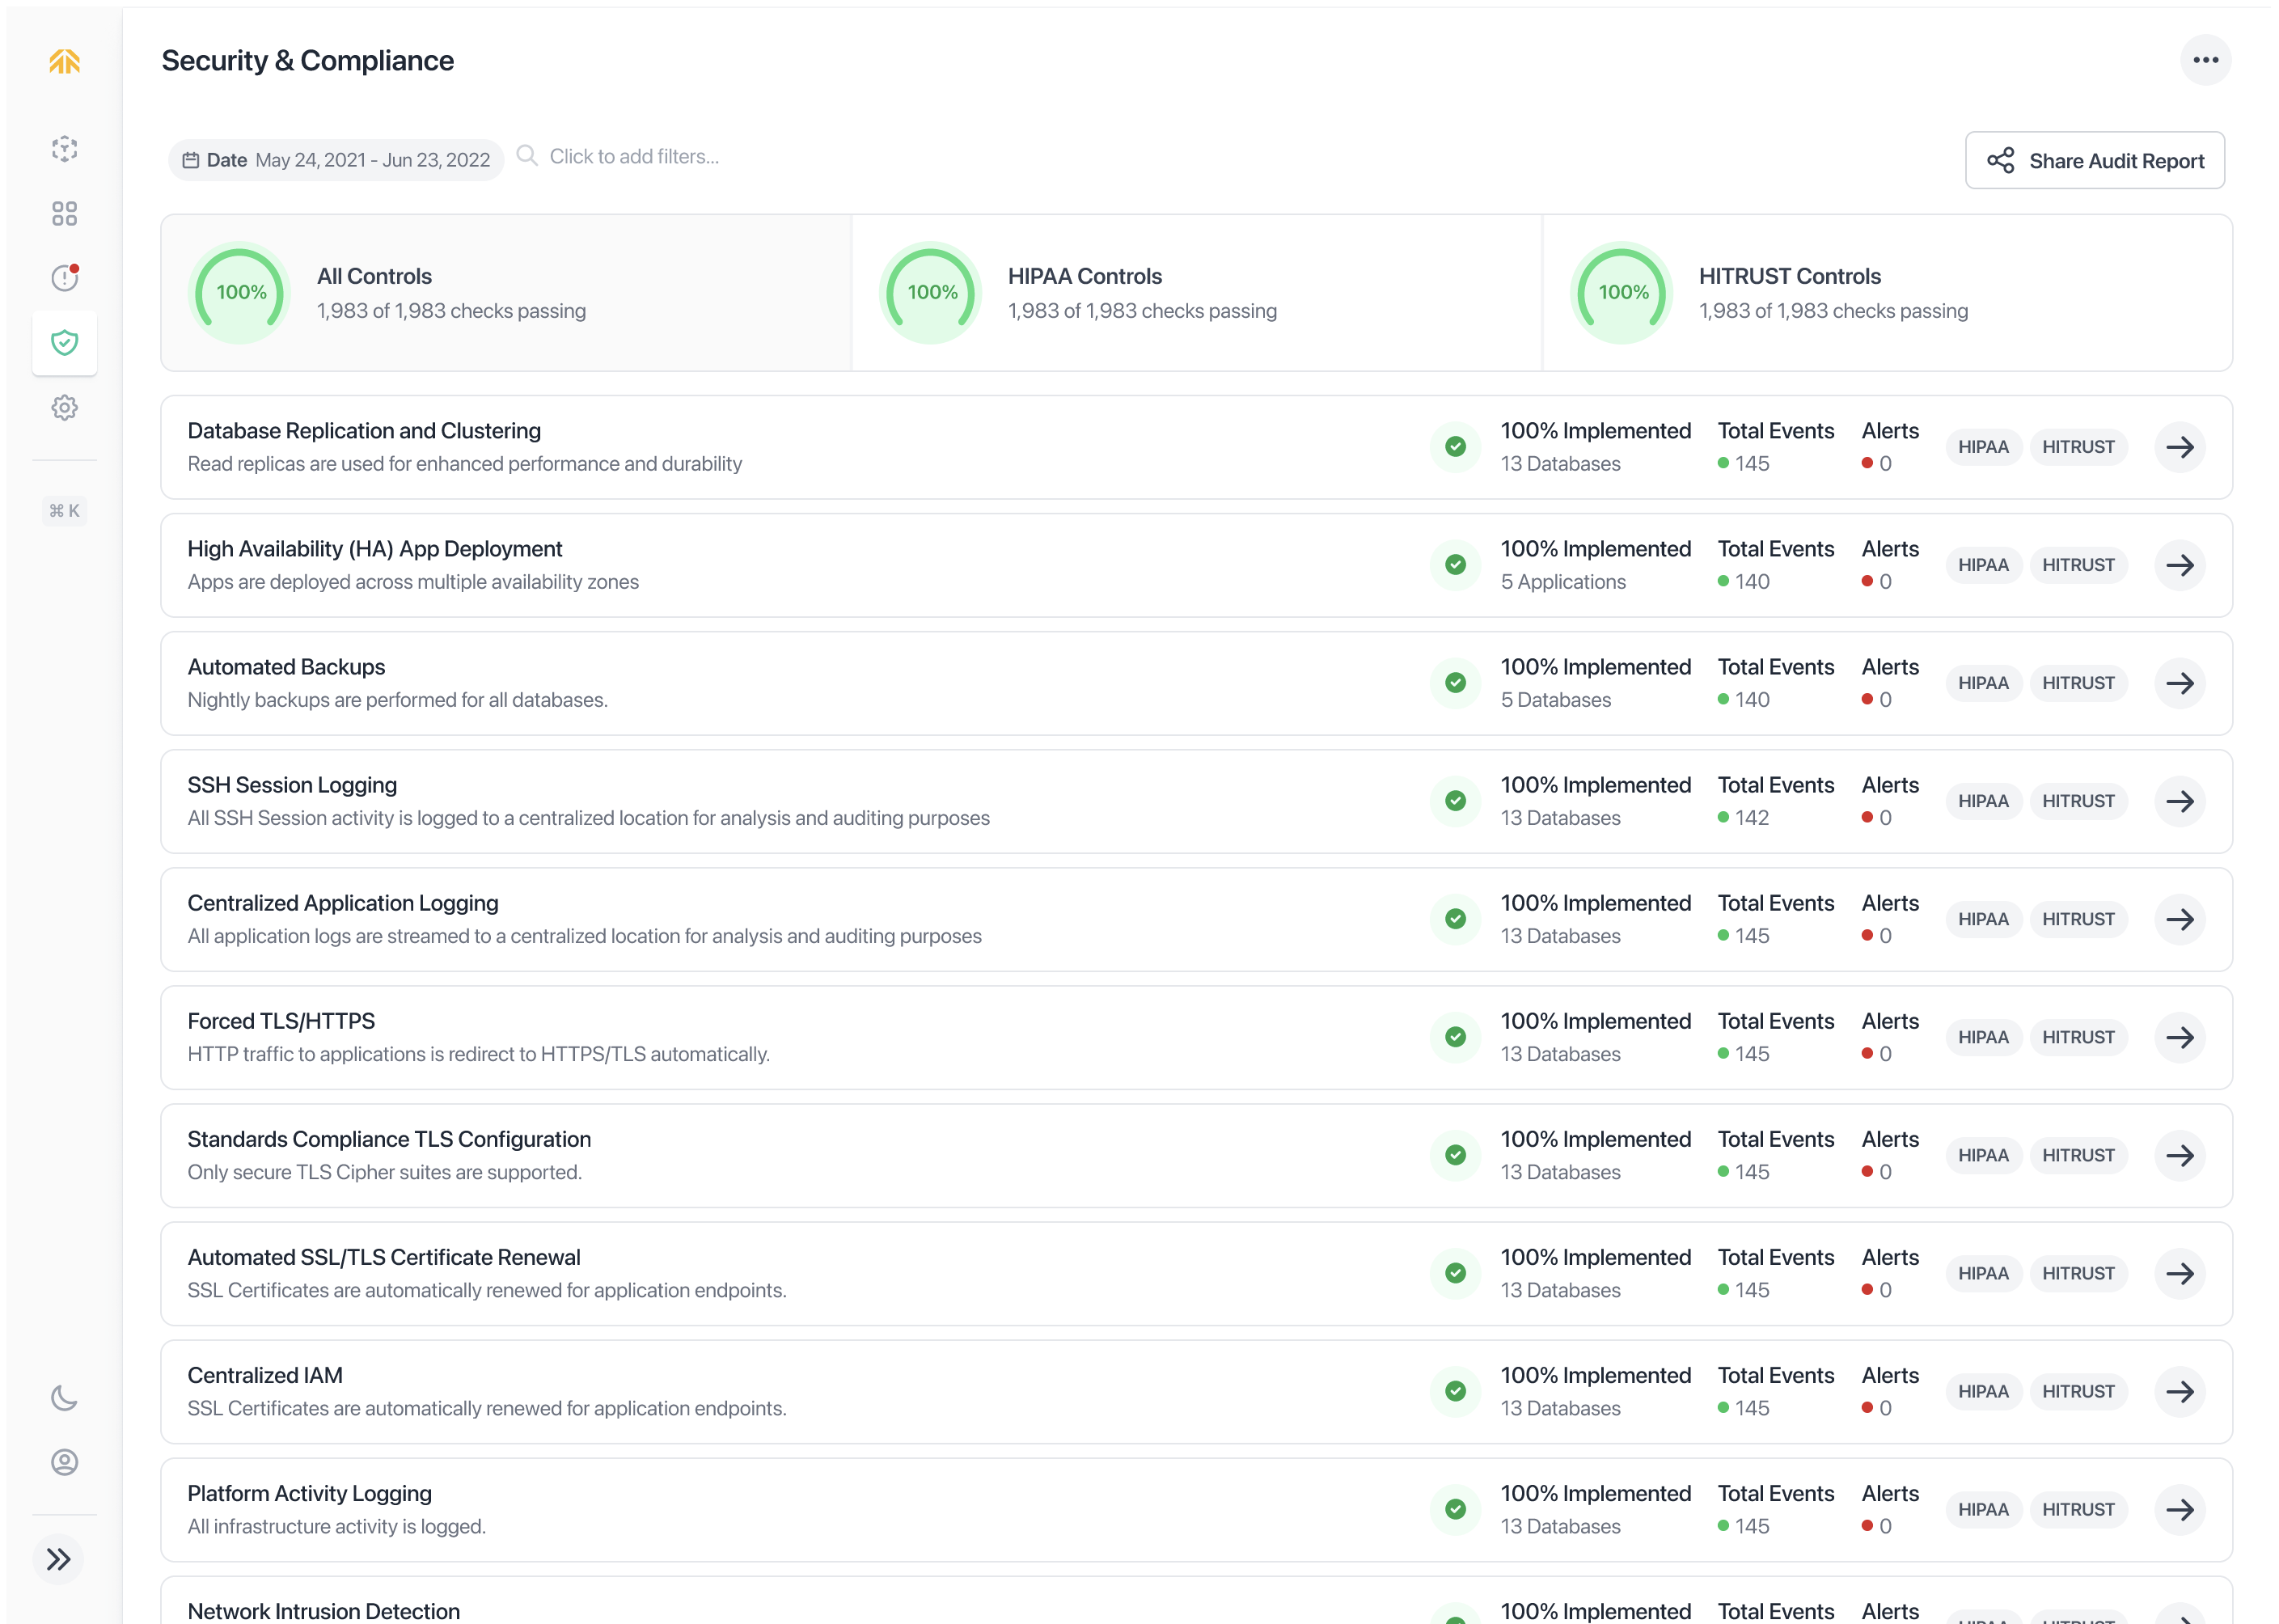 Security & Compliance
Date May 24, 2021 - Jun 23, 2022
Click to add filters...
Share Audit Report
100%
All Controls
1,983 of 1,983 checks passing
100%
HIPAA Controls
1,983 of 1,983 checks passing
100%
HITRUST Controls
1,983 of 1,983 checks passing
⌘ K
Database Replication and Clustering
Read replicas are used for enhanced performance and durability
100% Implemented
13 Databases
Total Events
145
Alerts
0
HIPAA
HITRUST
High Availability (HA) App Deployment
Apps are deployed across multiple availability zones
100% Implemented
5 Applications
Total Events
140
Alerts
0
HIPAA
HITRUST
Automated Backups
Nightly backups are performed for all databases.
100% Implemented
5 Databases
Total Events
140
Alerts
0
HIPAA
HITRUST
SSH Session Logging
All SSH Session activity is logged to a centralized location for analysis and auditing purposes
100% Implemented
13 Databases
Total Events
142
Alerts
0
HIPAA
HITRUST
Centralized Application Logging
All application logs are streamed to a centralized location for analysis and auditing purposes
100% Implemented
13 Databases
Total Events
145
Alerts
0
HIPAA
HITRUST
Forced TLS/HTTPS
HTTP traffic to applications is redirect to HTTPS/TLS automatically.
100% Implemented
13 Databases
Total Events
145
Alerts
0
HIPAA
HITRUST
Standards Compliance TLS Configuration
Only secure TLS Cipher suites are supported.
100% Implemented
13 Databases
Total Events
145
Alerts
0
HIPAA
HITRUST
Automated SSL/TLS Certificate Renewal
SSL Certificates are automatically renewed for application endpoints.
100% Implemented
13 Databases
Total Events
145
Alerts
0
HIPAA
HITRUST
Centralized IAM
SSL Certificates are automatically renewed for application endpoints.
100% Implemented
13 Databases
Total Events
145
Alerts
0
HIPAA
HITRUST
Platform Activity Logging
All infrastructure activity is logged.
100% Implemented
13 Databases
Total Events
145
Alerts
0
HIPAA
HITRUST
Network Intrusion Detection
100% Implemented
Total Events
Alerts